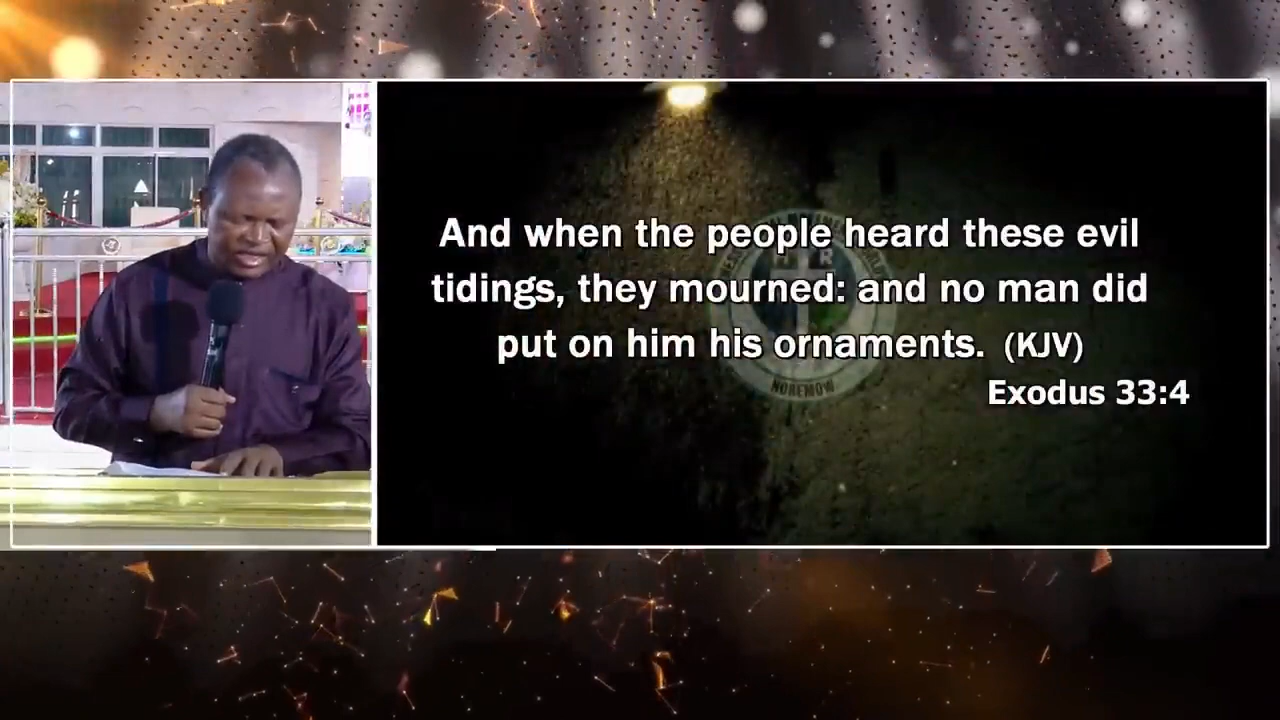 And when the people heard these evil
tidings, they mourned: and no man did
put on him his ornaments. (KJV)
Exodus 33:4
NOREMOW